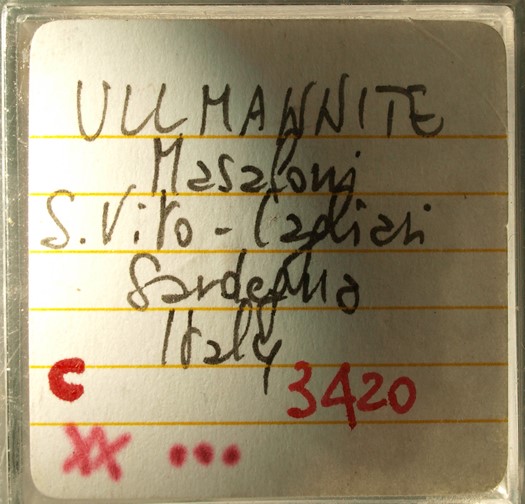 ULLMANNITE
Masaloni
S. Vito - Cagliari
Sardegna
Italy
C 3420
XX •••